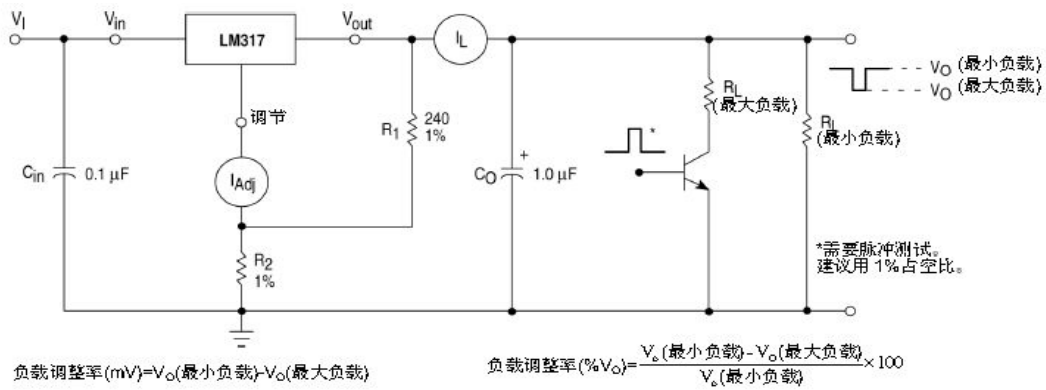 V_I
V_in
LM317
V_out
I_L
V_O (最小负载)
V_O (最大负载)
R_L
(最大负载)
R_L
(最小负载)
调节
R_1
240
1%
*
C_in
0.1 μF
I_Adj
C_O
+
1.0 μF
R_2
1%
*需要脉冲测试。
建议用 1%占空比。
负载调整率(mV)=V_O(最小负载)-V_O(最大负载)
负载调整率(%V_O)=V_o(最小负载)-V_O(最大负载)/V_o(最小负载)×100